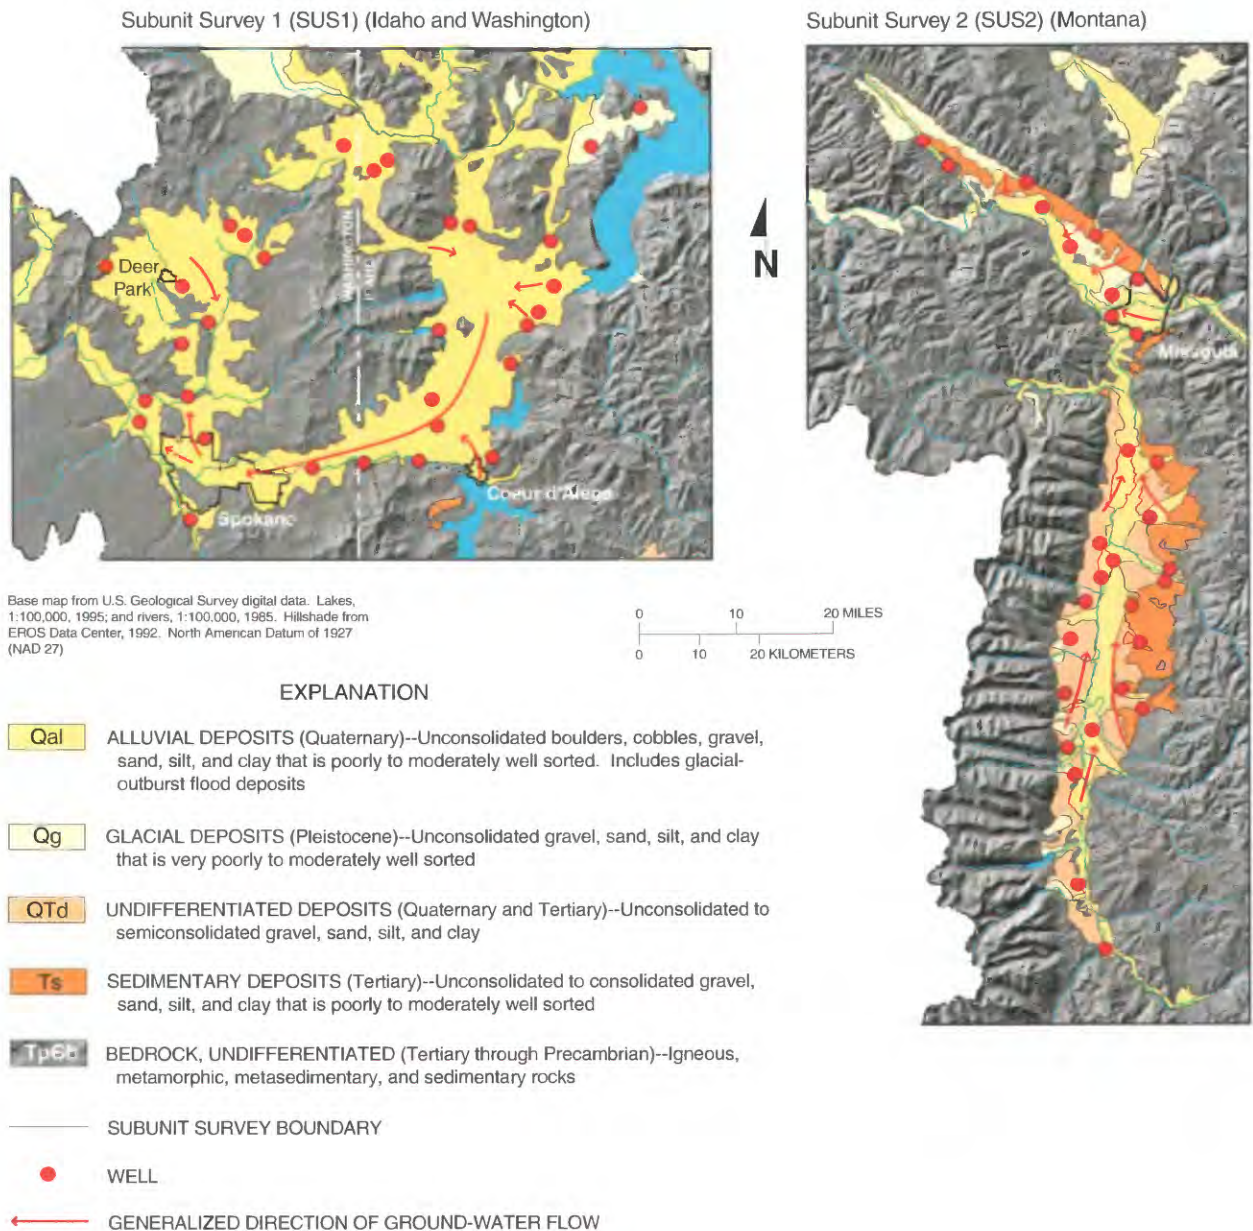 Subunit Survey 1 (SUS1) (Idaho and Washington)
Subunit Survey 2 (SUS2) (Montana)
WASHINGTON
Deer
Park
N
Missoula
Spokane
Coeur d'Alene
Base map from U.S. Geological Survey digital data. Lakes,
1:100,000, 1995; and rivers, 1:100.000, 1985. Hillshade from
EROS Data Center, 1992. North American Datum of 1927
(NAD 27)
0 10 20 MILES
0 10 20 KILOMETERS
EXPLANATION
Qal ALLUVIAL DEPOSITS (Quaternary)--Unconsolidated boulders, cobbles, gravel,
sand, silt, and clay that is poorly to moderately well sorted. Includes glacial-
outburst flood deposits
Qg GLACIAL DEPOSITS (Pleistocene)--Unconsolidated gravel, sand, silt, and clay
that is very poorly to moderately well sorted
QTd UNDIFFERENTIATED DEPOSITS (Quaternary and Tertiary)--Unconsolidated to
semiconsolidated gravel, sand, silt, and clay
Ts SEDIMENTARY DEPOSITS (Tertiary)--Unconsolidated to consolidated gravel,
sand, silt, and clay that is poorly to moderately well sorted
TpЄb BEDROCK, UNDIFFERENTIATED (Tertiary through Precambrian)--Igneous,
metamorphic, metasedimentary, and sedimentary rocks
SUBUNIT SURVEY BOUNDARY
WELL
GENERALIZED DIRECTION OF GROUND-WATER FLOW